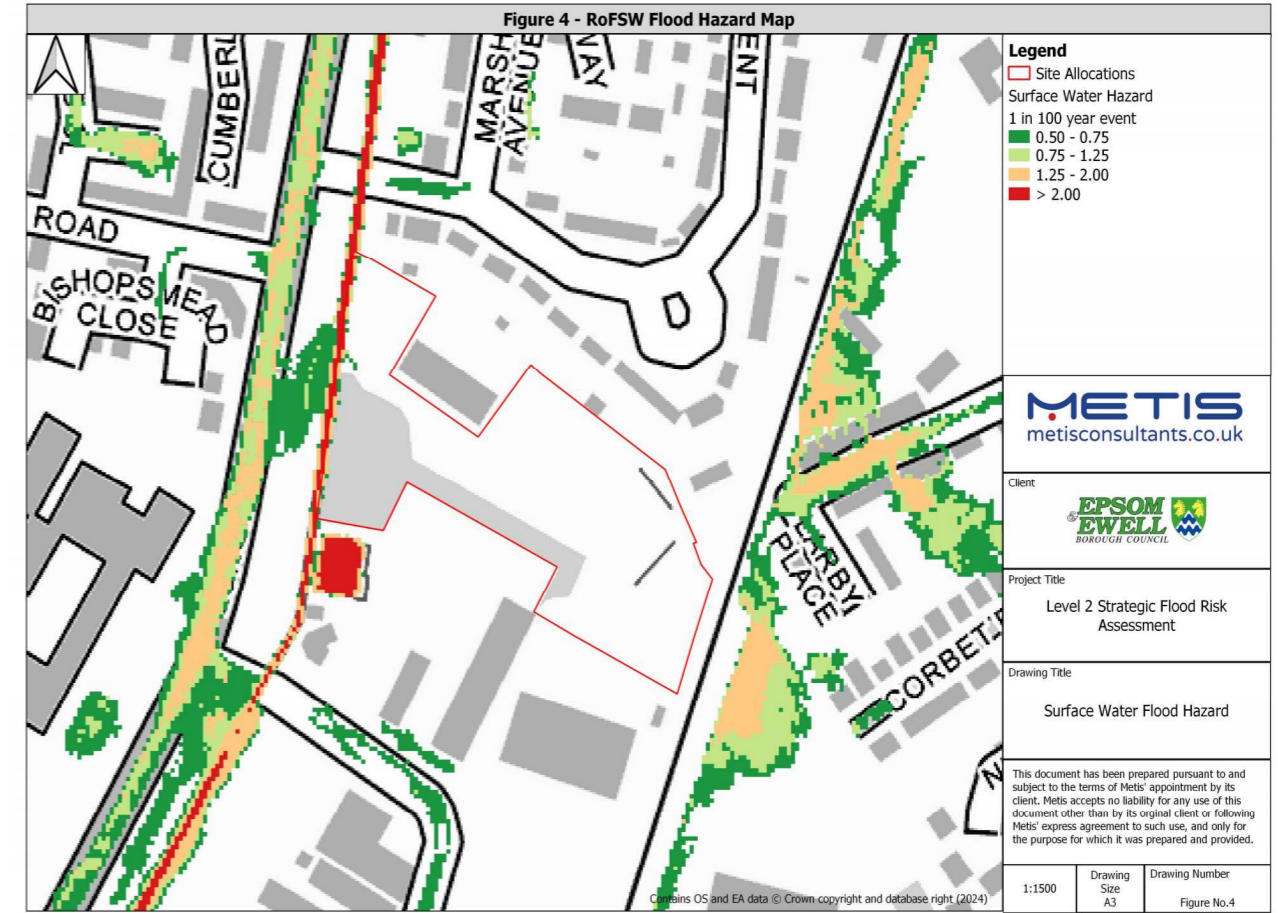 Figure 4 - RoFSW Flood Hazard Map
CUMBERL
MARSH
AVENUE
WAY
ENT
ROAD
BISHOPSMEAD
CLOSE
LARBY
PLACE
CORBET
Contains OS and EA data © Crown copyright and database right (2024)
Legend
Site Allocations
Surface Water Hazard
1 in 100 year event
0.50 - 0.75
0.75 - 1.25
1.25 - 2.00
> 2.00
METIS
metisconsultants.co.uk
Client
EPSOM
& EWELL
BOROUGH COUNCIL
Project Title
Level 2 Strategic Flood Risk
Assessment
Drawing Title
Surface Water Flood Hazard
This document has been prepared pursuant to and
subject to the terms of Metis' appointment by its
client. Metis accepts no liability for any use of this
document other than by its orginal client or following
Metis' express agreement to such use, and only for
the purpose for which it was prepared and provided.
1:1500
Drawing
Size
A3
Drawing Number
Figure No.4